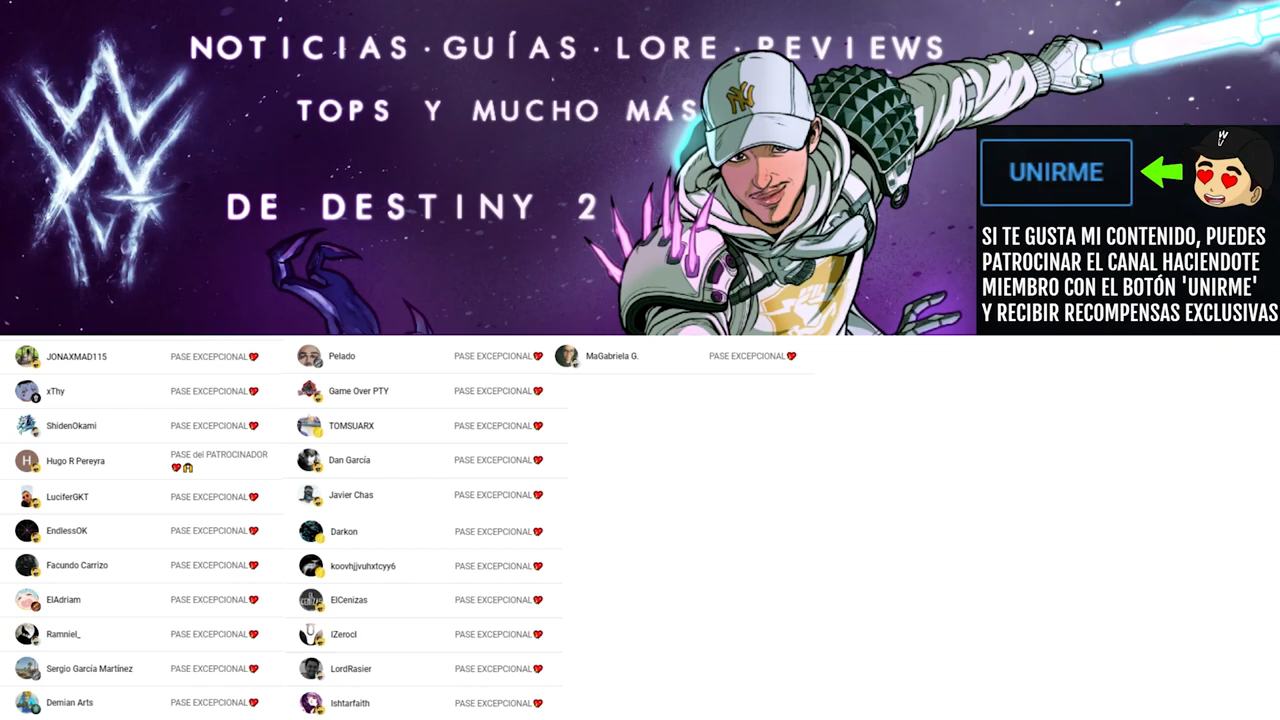 NOTICIAS · GUÍAS · LORE · REVIEWS
TOPS Y MUCHO MÁS
DE DESTINY 2
UNIRME
SI TE GUSTA MI CONTENIDO, PUEDES
PATROCINAR EL CANAL HACIENDOTE
MIEMBRO CON EL BOTÓN 'UNIRME'
Y RECIBIR RECOMPENSAS EXCLUSIVAS
JONAXMAD115 PASE EXCEPCIONAL
xThy PASE EXCEPCIONAL
ShidenOkami PASE EXCEPCIONAL
H Hugo R Pereyra PASE del PATROCINADOR
LuciferGKT PASE EXCEPCIONAL
EndlessOK PASE EXCEPCIONAL
Facundo Carrizo PASE EXCEPCIONAL
ElAdriam PASE EXCEPCIONAL
Ramniel_ PASE EXCEPCIONAL
Sergio García Martínez PASE EXCEPCIONAL
Demian Arts PASE EXCEPCIONAL
Pelado PASE EXCEPCIONAL
Game Over PTY PASE EXCEPCIONAL
TOMSUARX PASE EXCEPCIONAL
Dan García PASE EXCEPCIONAL
Javier Chas PASE EXCEPCIONAL
Darkon PASE EXCEPCIONAL
koovhjjvuhxtcyy6 PASE EXCEPCIONAL
ElCenizas PASE EXCEPCIONAL
IZerocI PASE EXCEPCIONAL
LordRasier PASE EXCEPCIONAL
Ishtarfaith PASE EXCEPCIONAL
MaGabriela G. PASE EXCEPCIONAL